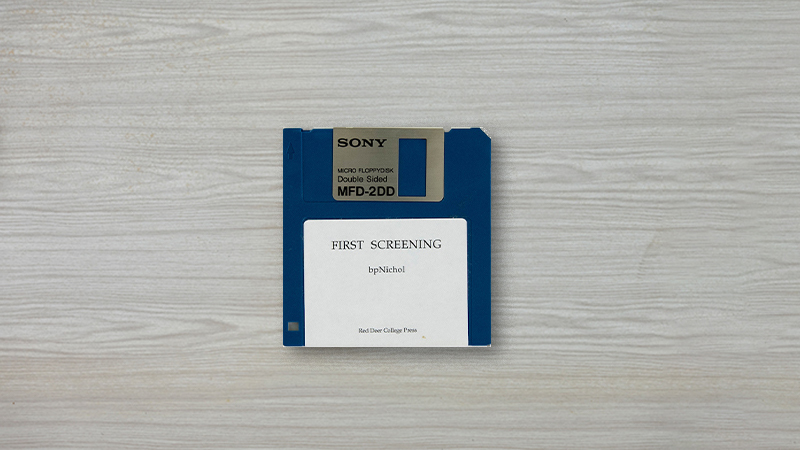 SONY
MICRO FLOPPYDISK
Double Sided
MFD-2DD
FIRST SCREENING
bpNichol
Red Deer College Press